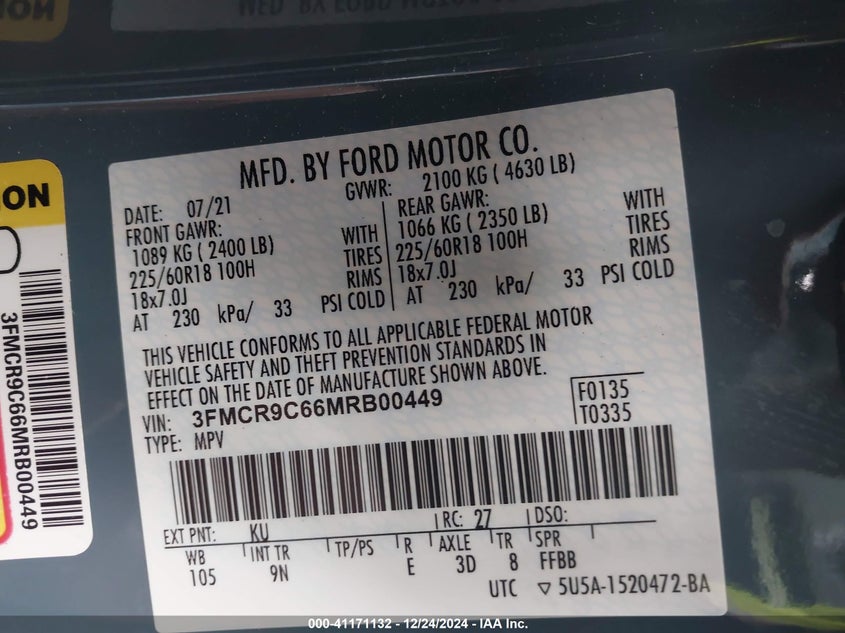 ON
3FMCR9C66MRB00449
MFD. BY FORD MOTOR CO.
DATE: 07/21 GVWR: 2100 KG ( 4630 LB)
FRONT GAWR: REAR GAWR:
1089 KG ( 2400 LB) WITH 1066 KG ( 2350 LB) WITH
225/60R18 100H TIRES 225/60R18 100H TIRES
18x7.0J RIMS 18x7.0J RIMS
AT 230 kPa/ 33 PSI COLD AT 230 kPa/ 33 PSI COLD
THIS VEHICLE CONFORMS TO ALL APPLICABLE FEDERAL MOTOR
VEHICLE SAFETY AND THEFT PREVENTION STANDARDS IN
EFFECT ON THE DATE OF MANUFACTURE SHOWN ABOVE.
VIN: 3FMCR9C66MRB00449 F0135
TYPE: MPV T0335
EXT PNT: KU RC: 27 DSO:
WB INT TR TP/PS R AXLE TR SPR
105 9N E 3D 8 FFBB
UTC ▽ 5U5A-1520472-BA
000-41171132 - 12/24/2024 - IAA Inc.